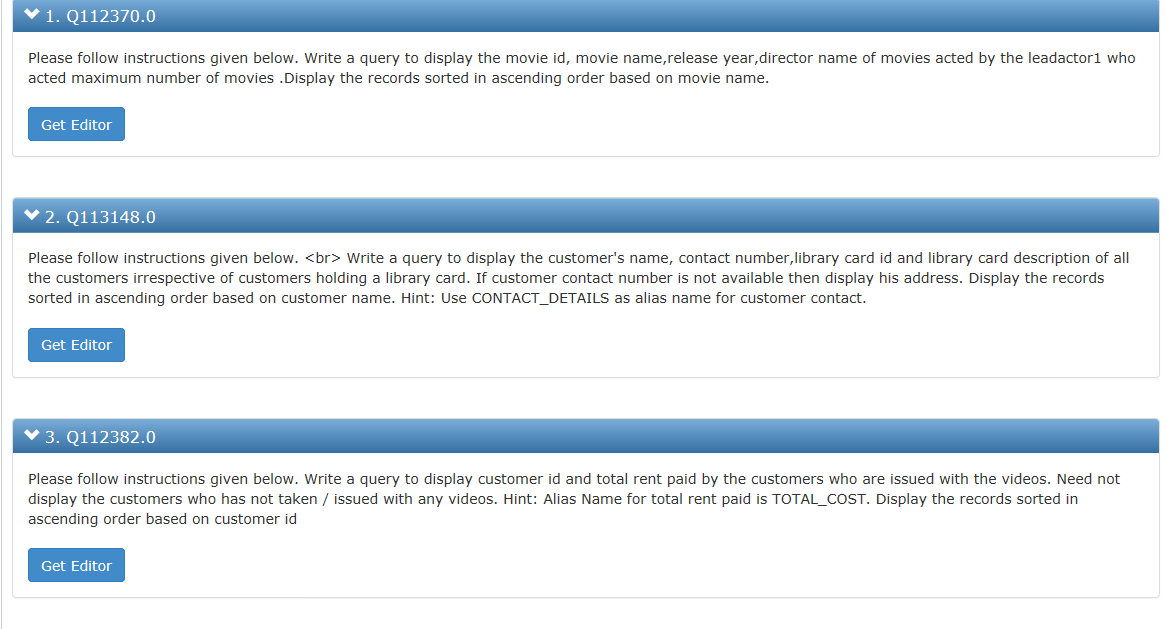 1. Q112370.0
Please follow instructions given below. Write a query to display the movie id, movie name,release year,director name of movies acted by the leadactor1 who
acted maximum number of movies .Display the records sorted in ascending order based on movie name.
Get Editor
2. Q113148.0
Please follow instructions given below. <br> Write a query to display the customer's name, contact number,library card id and library card description of all
the customers irrespective of customers holding a library card. If customer contact number is not available then display his address. Display the records
sorted in ascending order based on customer name. Hint: Use CONTACT_DETAILS as alias name for customer contact.
Get Editor
3. Q112382.0
Please follow instructions given below. Write a query to display customer id and total rent paid by the customers who are issued with the videos. Need not
display the customers who has not taken / issued with any videos. Hint: Alias Name for total rent paid is TOTAL_COST. Display the records sorted in
ascending order based on customer id
Get Editor